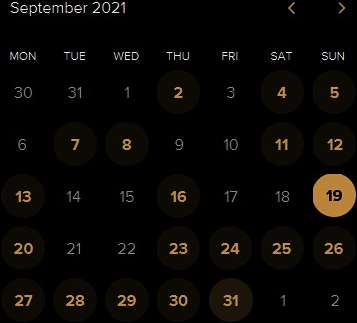 September 2021 < >
MON TUE WED THU FRI SAT SUN
30 31 1 2 3 4 5
6 7 8 9 10 11 12
13 14 15 16 17 18 19
20 21 22 23 24 25 26
27 28 29 30 31 1 2